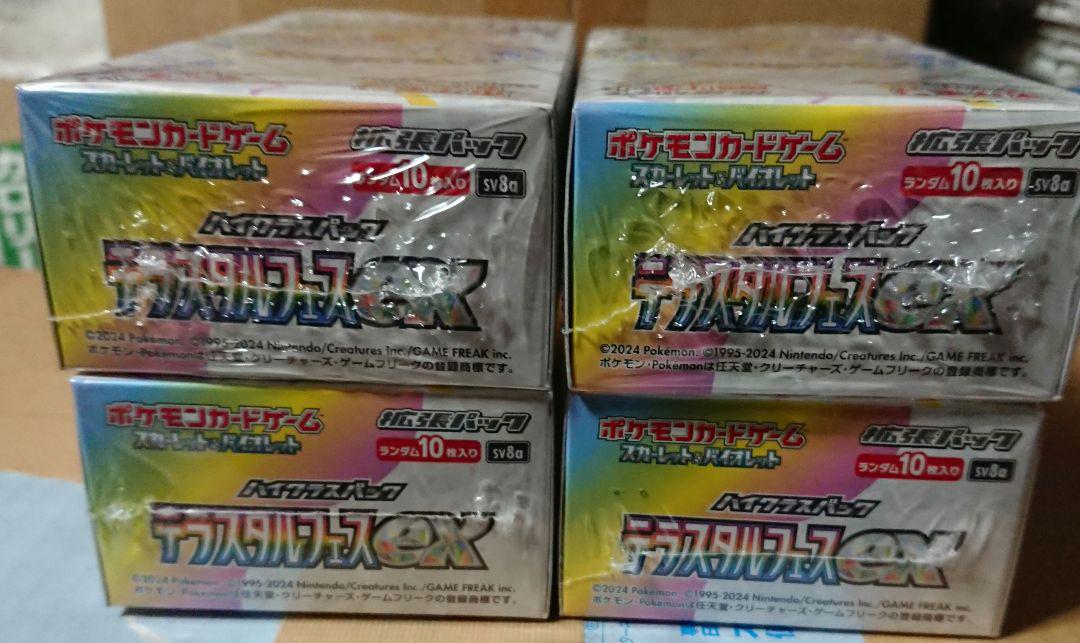 ポケモンカードゲーム
スカーレット&バイオレット
拡張パック
ランダム10枚入り
SV8a
ハイクラスパック
テラスタルフェスex
©2024 Pokémon. ©1995-2024 Nintendo/Creatures Inc./GAME FREAK inc.
ポケモン・Pokémonは任天堂・クリーチャーズ・ゲームフリークの登録商標です。
ポケモンカードゲーム
スカーレット&バイオレット
拡張パック
ランダム10枚入り
SV8a
ハイクラスパック
テラスタルフェスex
©2024 Pokémon. ©1995-2024 Nintendo/Creatures Inc./GAME FREAK inc.
ポケモン・Pokémonは任天堂・クリーチャーズ・ゲームフリークの登録商標です。
ポケモンカードゲーム
スカーレット&バイオレット
拡張パック
ランダム10枚入り
SV8a
ハイクラスパック
テラスタルフェスex
©2024 Pokémon. ©1995-2024 Nintendo/Creatures Inc./GAME FREAK inc.
ポケモン・Pokémonは任天堂・クリーチャーズ・ゲームフリークの登録商標です。
ポケモンカードゲーム
スカーレット&バイオレット
拡張パック
ランダム10枚入り
SV8a
ハイクラスパック
テラスタルフェスex
©2024 Pokémon. ©1995-2024 Nintendo/Creatures Inc./GAME FREAK inc.
ポケモン・Pokémonは任天堂・クリーチャーズ・ゲームフリークの登録商標です。